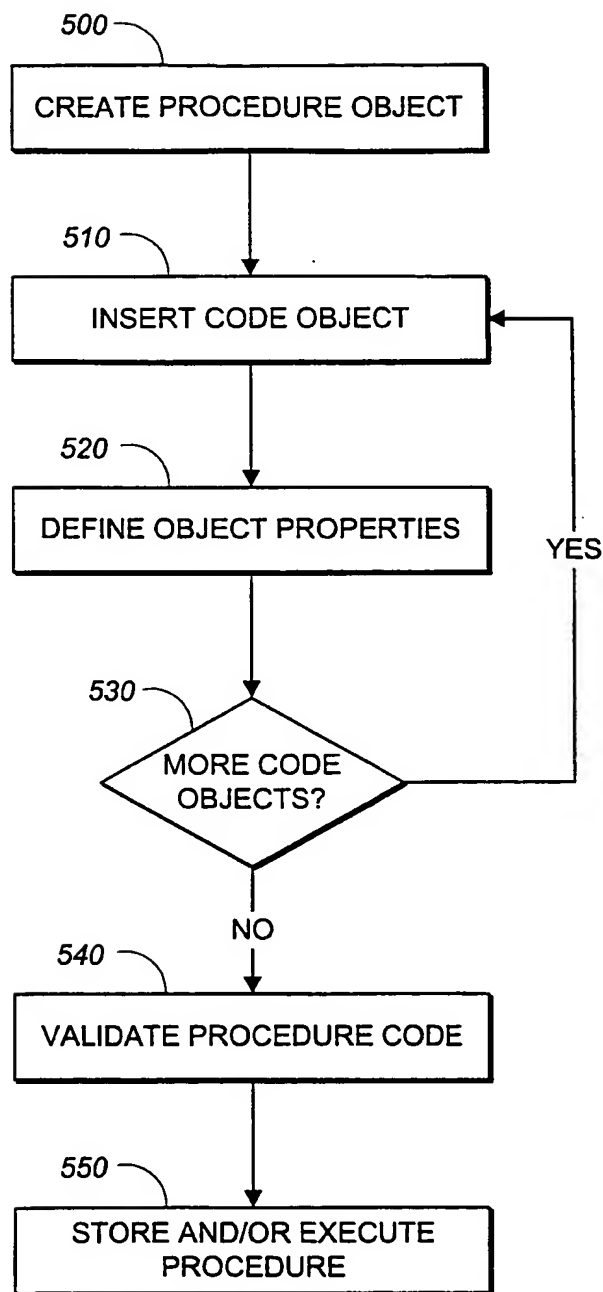 500
CREATE PROCEDURE OBJECT
510
INSERT CODE OBJECT
520
DEFINE OBJECT PROPERTIES
YES
530
MORE CODE
OBJECTS?
NO
540
VALIDATE PROCEDURE CODE
550
STORE AND/OR EXECUTE
PROCEDURE